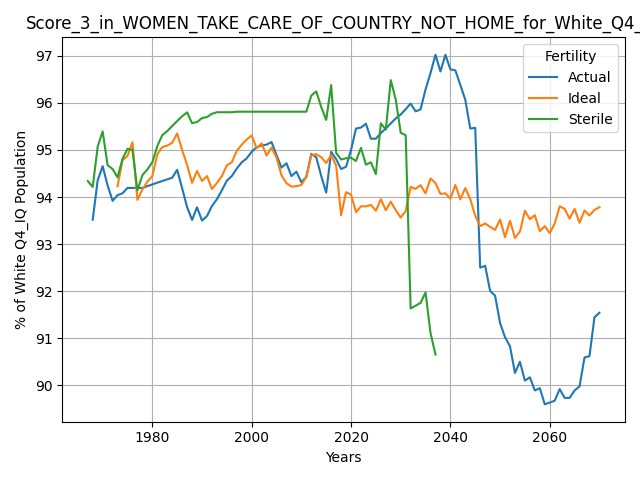 Score_3_in_WOMEN_TAKE_CARE_OF_COUNTRY_NOT_HOME_for_White_Q4_
Fertility
Actual
Ideal
Sterile
% of White Q4_IQ Population
97
96
95
94
93
92
91
90
1980
2000
2020
2040
2060
Years